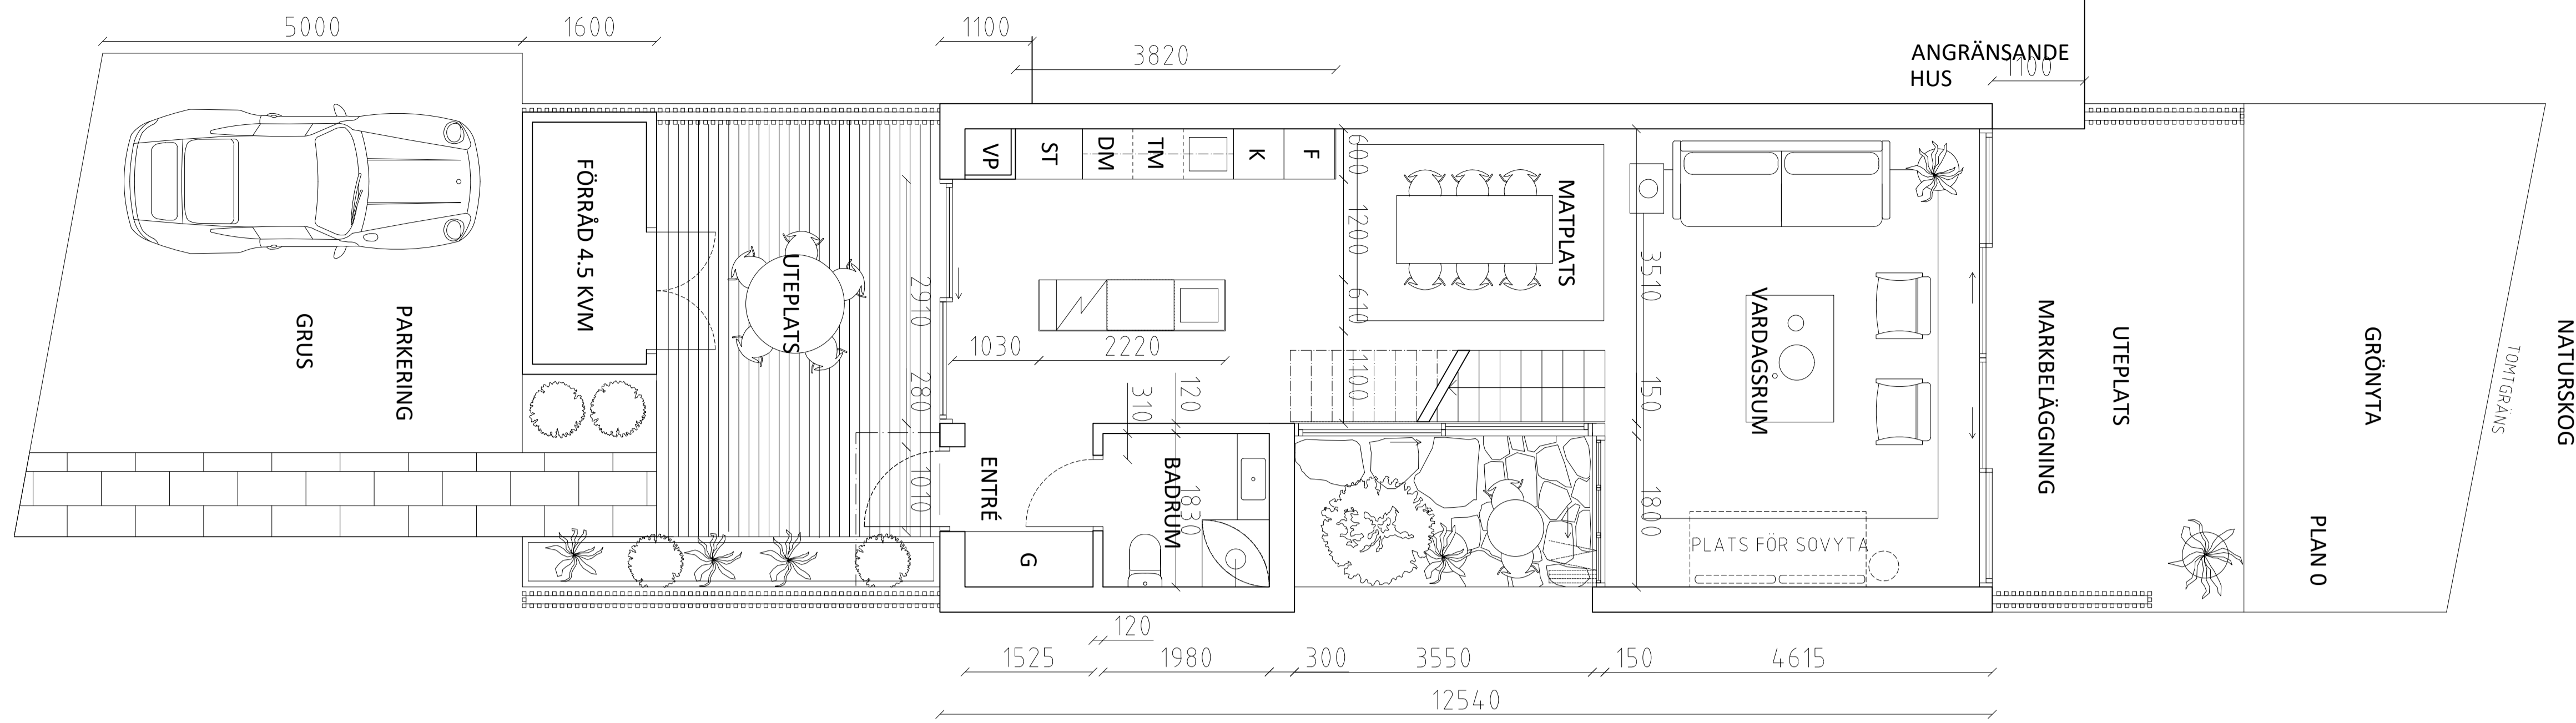 5000
1600
1100
3820
ANGRÄNSANDE
HUS
1100
VP
ST
DM
TM
K
F
600
1200
610
1100
MATPLATS
FÖRRÅD 4.5 KVM
UTEPLATS
2910
280
1010
1030
2220
310
120
3510
150
1800
VARDAGSRUM
GRUS
PARKERING
MARKBELÄGGNING
UTEPLATS
GRÖNYTA
TOMTGRÄNS
NATURSKOG
ENTRÉ
BADRUM
1830
G
PLATS FÖR SOVYTA
PLAN 0
120
1525
1980
300
3550
150
4615
12540